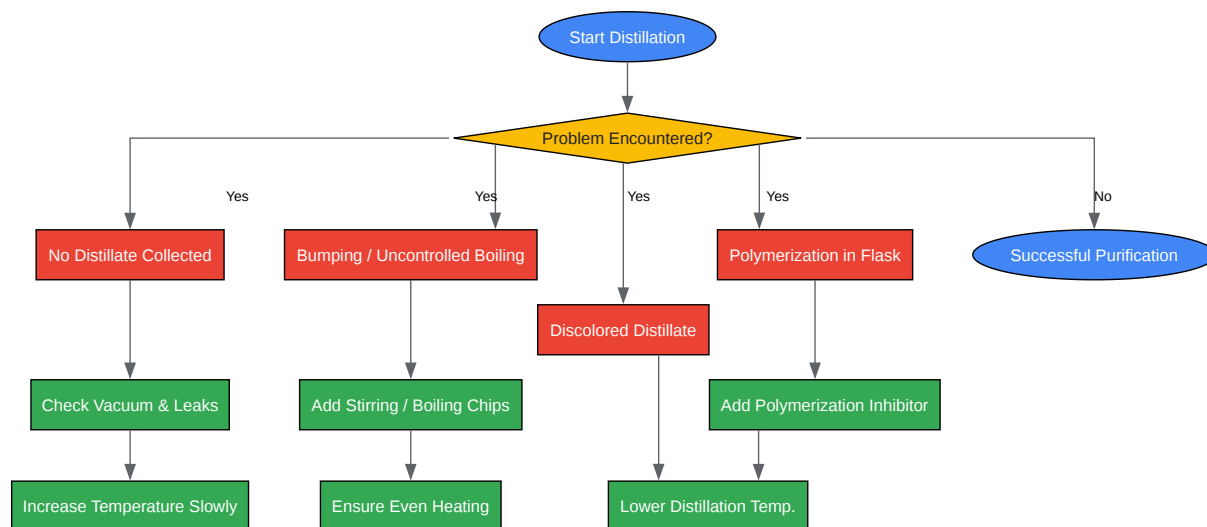 Start Distillation
Problem Encountered?
Yes
Yes
Yes
Yes
No
No Distillate Collected
Bumping / Uncontrolled Boiling
Polymerization in Flask
Successful Purification
Discolored Distillate
Check Vacuum & Leaks
Add Stirring / Boiling Chips
Add Polymerization Inhibitor
Increase Temperature Slowly
Ensure Even Heating
Lower Distillation Temp.